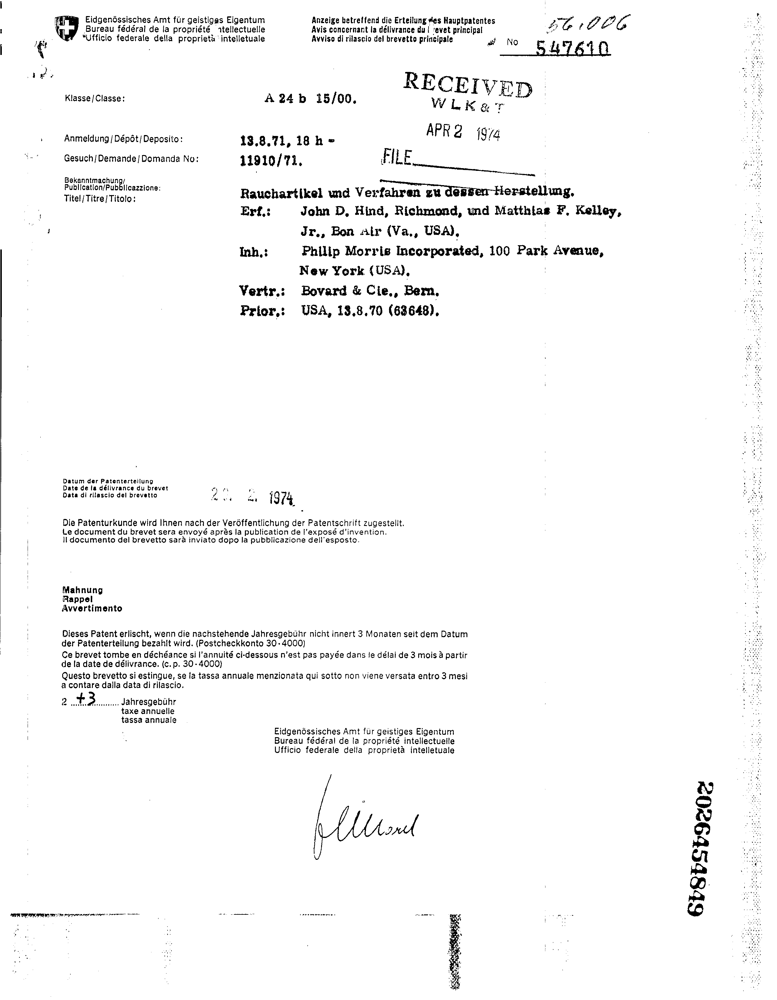 Eidgenössisches Amt für geistiges Eigentum
Bureau fédéral de la propriété intellectuelle
Ufficio federale della proprietà intelletuale
Anzeige betreffend die Erteilung des Hauptpatentes
Avis concernant la délivrance du brevet principal
Avviso di rilascio del brevetto principale
56,006
No 547610
Klasse/Classe: A 24 b 15/00.
RECEIVED
WLK & T
APR 2 1974
FILE
Anmeldung/Dépôt/Deposito: 13.8.71, 18 h -
Gesuch/Demande/Domanda No: 11910/71.
Bekanntmachung/
Publication/Pubblicazzione:
Titel/Titre/Titolo: Rauchartikel und Verfahren zu dessen Herstellung.
Erf.: John D. Hind, Richmond, und Matthias F. Kelley,
Jr., Bon Air (Va., USA).
Inh.: Philip Morris Incorporated, 100 Park Avenue,
New York (USA).
Vertr.: Bovard & Cie., Bern.
Prior.: USA, 13.8.70 (63648).
Datum der Patenterteilung
Date de la délivrance du brevet
Data di rilascio del brevetto
2. 1974
Die Patenturkunde wird Ihnen nach der Veröffentlichung der Patentschrift zugestellt.
Le document du brevet sera envoyé après la publication de l'exposé d'invention.
Il documento del brevetto sarà inviato dopo la pubblicazione dell'esposto.
Mahnung
Rappel
Avvertimento
Dieses Patent erlischt, wenn die nachstehende Jahresgebühr nicht innert 3 Monaten seit dem Datum
der Patenterteilung bezahlt wird. (Postcheckkonto 30-4000)
Ce brevet tombe en déchéance si l'annuité ci-dessous n'est pas payée dans le délai de 3 mois à partir
de la date de délivrance. (c. p. 30-4000)
Questo brevetto si estingue, se la tassa annuale menzionata qui sotto non viene versata entro 3 mesi
a contare dalla data di rilascio.
2 + 3 Jahresgebühr
taxe annuelle
tassa annuale
Eidgenössisches Amt für geistiges Eigentum
Bureau fédéral de la propriété intellectuelle
Ufficio federale della proprietà intelletuale
2026454849